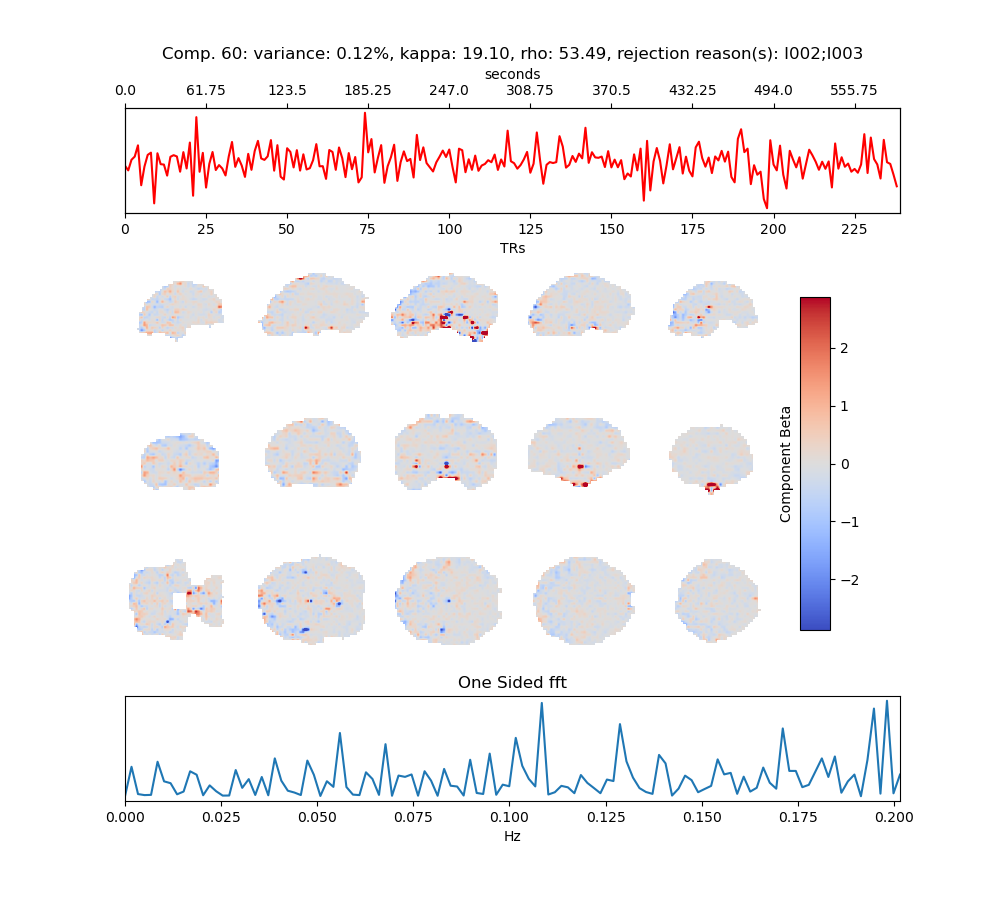 Comp. 60: variance: 0.12%, kappa: 19.10, rho: 53.49, rejection reason(s): I002;I003
seconds
0.0 61.75 123.5 185.25 247.0 308.75 370.5 432.25 494.0 555.75
0 25 50 75 100 125 150 175 200 225
TRs
Component Beta
2
1
0
−1
−2
One Sided fft
0.000 0.025 0.050 0.075 0.100 0.125 0.150 0.175 0.200
Hz